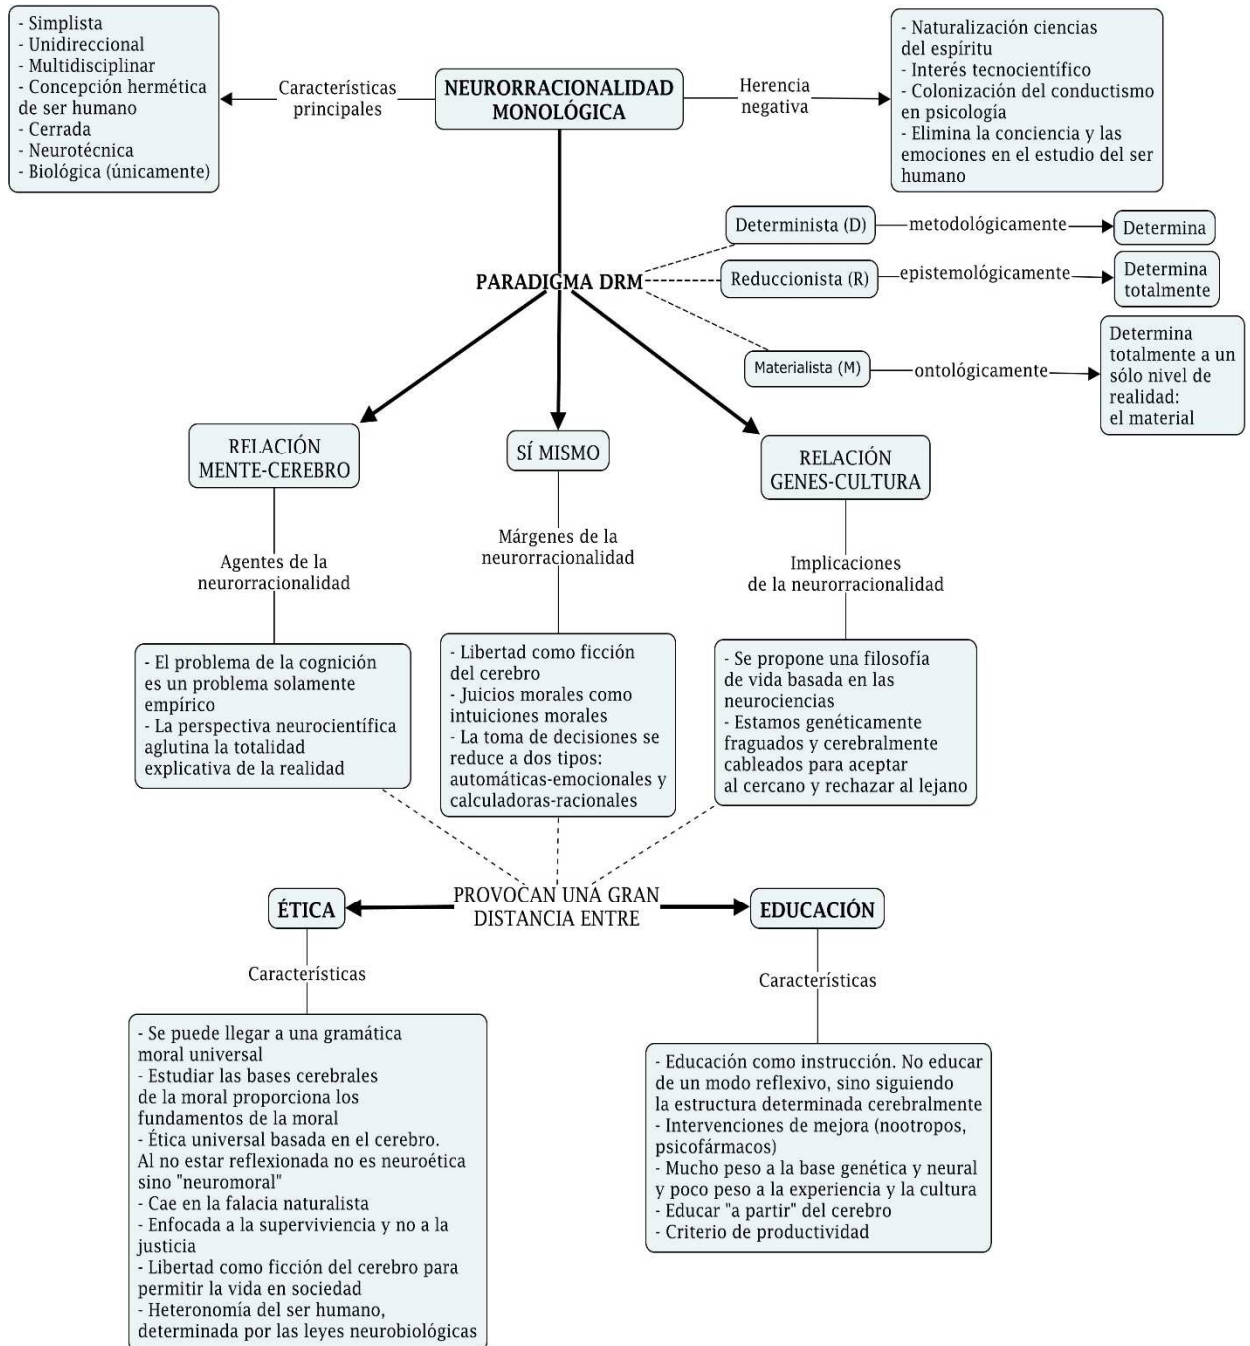 - Simplista
- Unidireccional
- Multidisciplinar
- Concepción hermética
de ser humano
- Cerrada
- Neurotécnica
- Biológica (únicamente)
Características
principales
NEURORRACIONALIDAD
MONOLÓGICA
Herencia
negativa
- Naturalización ciencias
del espíritu
- Interés tecnocientífico
- Colonización del conductismo
en psicología
- Elimina la conciencia y las
emociones en el estudio del ser
humano
PARADIGMA DRM
Determinista (D)
metodológicamente
Determina
Reduccionista (R)
epistemológicamente
Determina
totalmente
Materialista (M)
ontológicamente
Determina
totalmente a un
sólo nivel de
realidad:
el material
RELACIÓN
MENTE-CEREBRO
SÍ MISMO
RELACIÓN
GENES-CULTURA
Agentes de la
neurorracionalidad
Márgenes de la
neurorracionalidad
Implicaciones
de la neurorracionalidad
- El problema de la cognición
es un problema solamente
empírico
- La perspectiva neurocientífica
aglutina la totalidad
explicativa de la realidad
- Libertad como ficción
del cerebro
- Juicios morales como
intuiciones morales
- La toma de decisiones se
reduce a dos tipos:
automáticas-emocionales y
calculadoras-racionales
- Se propone una filosofía
de vida basada en las
neurociencias
- Estamos genéticamente
fraguados y cerebralmente
cableados para aceptar
al cercano y rechazar al lejano
ÉTICA
PROVOCAN UNA GRAN
DISTANCIA ENTRE
EDUCACIÓN
Características
- Se puede llegar a una gramática
moral universal
- Estudiar las bases cerebrales
de la moral proporciona los
fundamentos de la moral
- Ética universal basada en el cerebro.
Al no estar reflexionada no es neuroética
sino "neuromoral"
- Cae en la falacia naturalista
- Enfocada a la superviviencia y no a la
justicia
- Libertad como ficción del cerebro para
permitir la vida en sociedad
- Heteronomía del ser humano,
determinada por las leyes neurobiológicas
Características
- Educación como instrucción. No educar
de un modo reflexivo, sino siguiendo
la estructura determinada cerebralmente
- Intervenciones de mejora (nootropos,
psicofármacos)
- Mucho peso a la base genética y neural
y poco peso a la experiencia y la cultura
- Educar "a partir" del cerebro
- Criterio de productividad